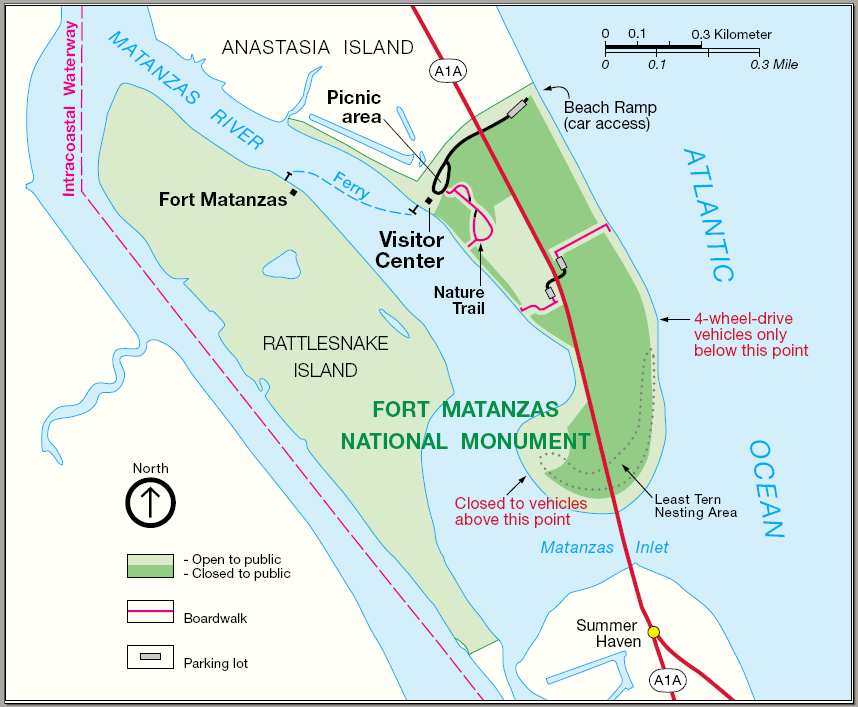 ANASTASIA ISLAND
0 0.1 0.3 Kilometer
0 0.1 0.3 Mile
A1A
MATANZAS RIVER
Intracoastal Waterway
Picnic
area
Beach Ramp
(car access)
ATLANTIC
OCEAN
Ferry
Fort Matanzas
Visitor
Center
Nature
Trail
4-wheel-drive
vehicles only
below this point
RATTLESNAKE
ISLAND
FORT MATANZAS
NATIONAL MONUMENT
North
Closed to vehicles
above this point
Least Tern
Nesting Area
Matanzas Inlet
- Open to public
- Closed to public
Boardwalk
Parking lot
Summer
Haven
A1A